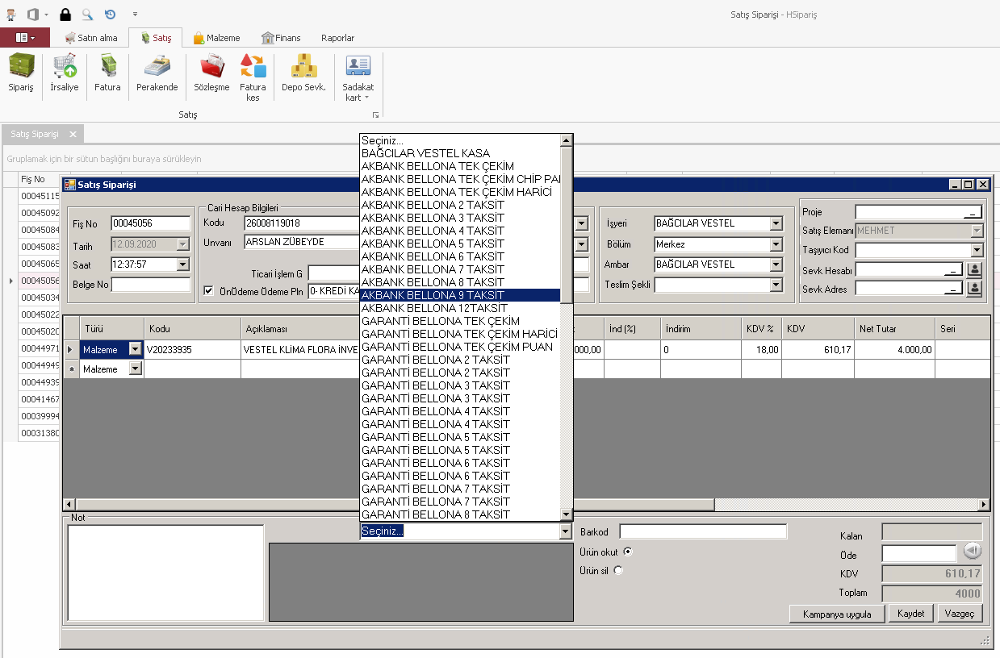 Satış Siparişi - HSipariş
Satın alma
Satış
Malzeme
Finans
Raporlar
Sipariş
İrsaliye
Fatura
Perakende
Sözleşme
Fatura kes
Depo Sevk.
Sadakat kart
Satış
Satış Siparişi
Gruplamak için bir sütun başlığını buraya sürükleyin
Fiş No
00045115
00045092
00045084
00045083
00045065
00045056
00045034
00045022
00045020
00044971
00044949
00044939
00041467
00039994
00031380
Satış Siparişi
Fiş No 00045056
Tarih 12.09.2020
Saat 12:37:57
Belge No
Cari Hesap Bilgileri
Kodu 26008119018
Unvanı ARSLAN ZÜBEYDE
Ticari İşlem G
ÖnÖdeme Ödeme Pln 0- KREDİ KA
İşyeri BAĞCILAR VESTEL
Bölüm Merkez
Ambar BAĞCILAR VESTEL
Teslim Şekli
Proje
Satış Elemanı MEHMET
Taşıyıcı Kod
Sevk Hesabı
Sevk Adres
Türü Kodu Açıklaması İnd (%) İndirim KDV % KDV Net Tutar Seri
Malzeme V20233935 VESTEL KLİMA FLORA İNVE 000,00 0 18,00 610,17 4.000,00
Malzeme
Seçiniz...
BAĞCILAR VESTEL KASA
AKBANK BELLONA TEK ÇEKİM
AKBANK BELLONA TEK ÇEKİM CHİP PAI
AKBANK BELLONA TEK ÇEKİM HARİCİ
AKBANK BELLONA 2 TAKSİT
AKBANK BELLONA 3 TAKSİT
AKBANK BELLONA 4 TAKSİT
AKBANK BELLONA 5 TAKSİT
AKBANK BELLONA 6 TAKSİT
AKBANK BELLONA 7 TAKSİT
AKBANK BELLONA 8 TAKSİT
AKBANK BELLONA 9 TAKSİT
AKBANK BELLONA 12TAKSİT
GARANTİ BELLONA TEK ÇEKİM
GARANTİ BELLONA TEK ÇEKİM HARİCİ
GARANTİ BELLONA TEK ÇEKİM PUAN
GARANTİ BELLONA 2 TAKSİT
GARANTİ BELLONA 2 TAKSİT
GARANTİ BELLONA 3 TAKSİT
GARANTİ BELLONA 3 TAKSİT
GARANTİ BELLONA 4 TAKSİT
GARANTİ BELLONA 4 TAKSİT
GARANTİ BELLONA 5 TAKSİT
GARANTİ BELLONA 5 TAKSİT
GARANTİ BELLONA 6 TAKSİT
GARANTİ BELLONA 6 TAKSİT
GARANTİ BELLONA 7 TAKSİT
GARANTİ BELLONA 7 TAKSİT
GARANTİ BELLONA 8 TAKSİT
Seçiniz...
Not
Barkod
Ürün okut
Ürün sil
Kalan
Öde
KDV 610,17
Toplam 4000
Kampanya uygula
Kaydet
Vazgeç